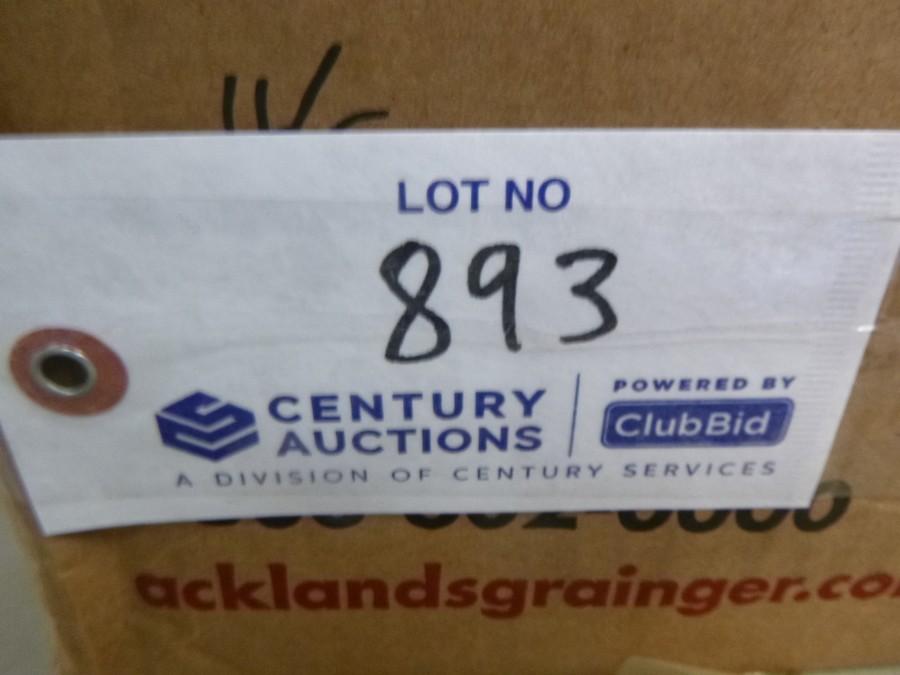 LOT NO
893
CENTURY AUCTIONS
POWERED BY
ClubBid
A DIVISION OF CENTURY SERVICES
acklandsgrainger.co